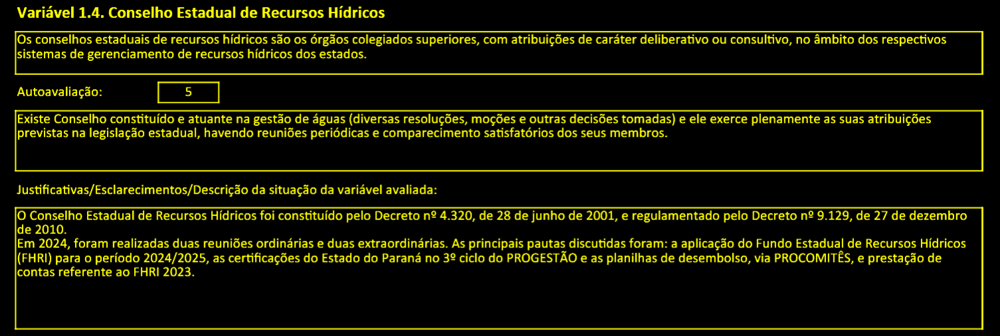 Variável 1.4. Conselho Estadual de Recursos Hídricos
Os conselhos estaduais de recursos hídricos são os órgãos colegiados superiores, com atribuições de caráter deliberativo ou consultivo, no âmbito dos respectivos
sistemas de gerenciamento de recursos hídricos dos estados.
Autoavaliação: 5
Existe Conselho constituído e atuante na gestão de águas (diversas resoluções, moções e outras decisões tomadas) e ele exerce plenamente as suas atribuições
previstas na legislação estadual, havendo reuniões periódicas e comparecimento satisfatórios dos seus membros.
Justificativas/Esclarecimentos/Descrição da situação da variável avaliada:
O Conselho Estadual de Recursos Hídricos foi constituído pelo Decreto nº 4.320, de 28 de junho de 2001, e regulamentado pelo Decreto nº 9.129, de 27 de dezembro
de 2010.
Em 2024, foram realizadas duas reuniões ordinárias e duas extraordinárias. As principais pautas discutidas foram: a aplicação do Fundo Estadual de Recursos Hídricos
(FHRI) para o período 2024/2025, as certificações do Estado do Paraná no 3º ciclo do PROGESTÃO e as planilhas de desembolso, via PROCOMITÊS, e prestação de
contas referente ao FHRI 2023.